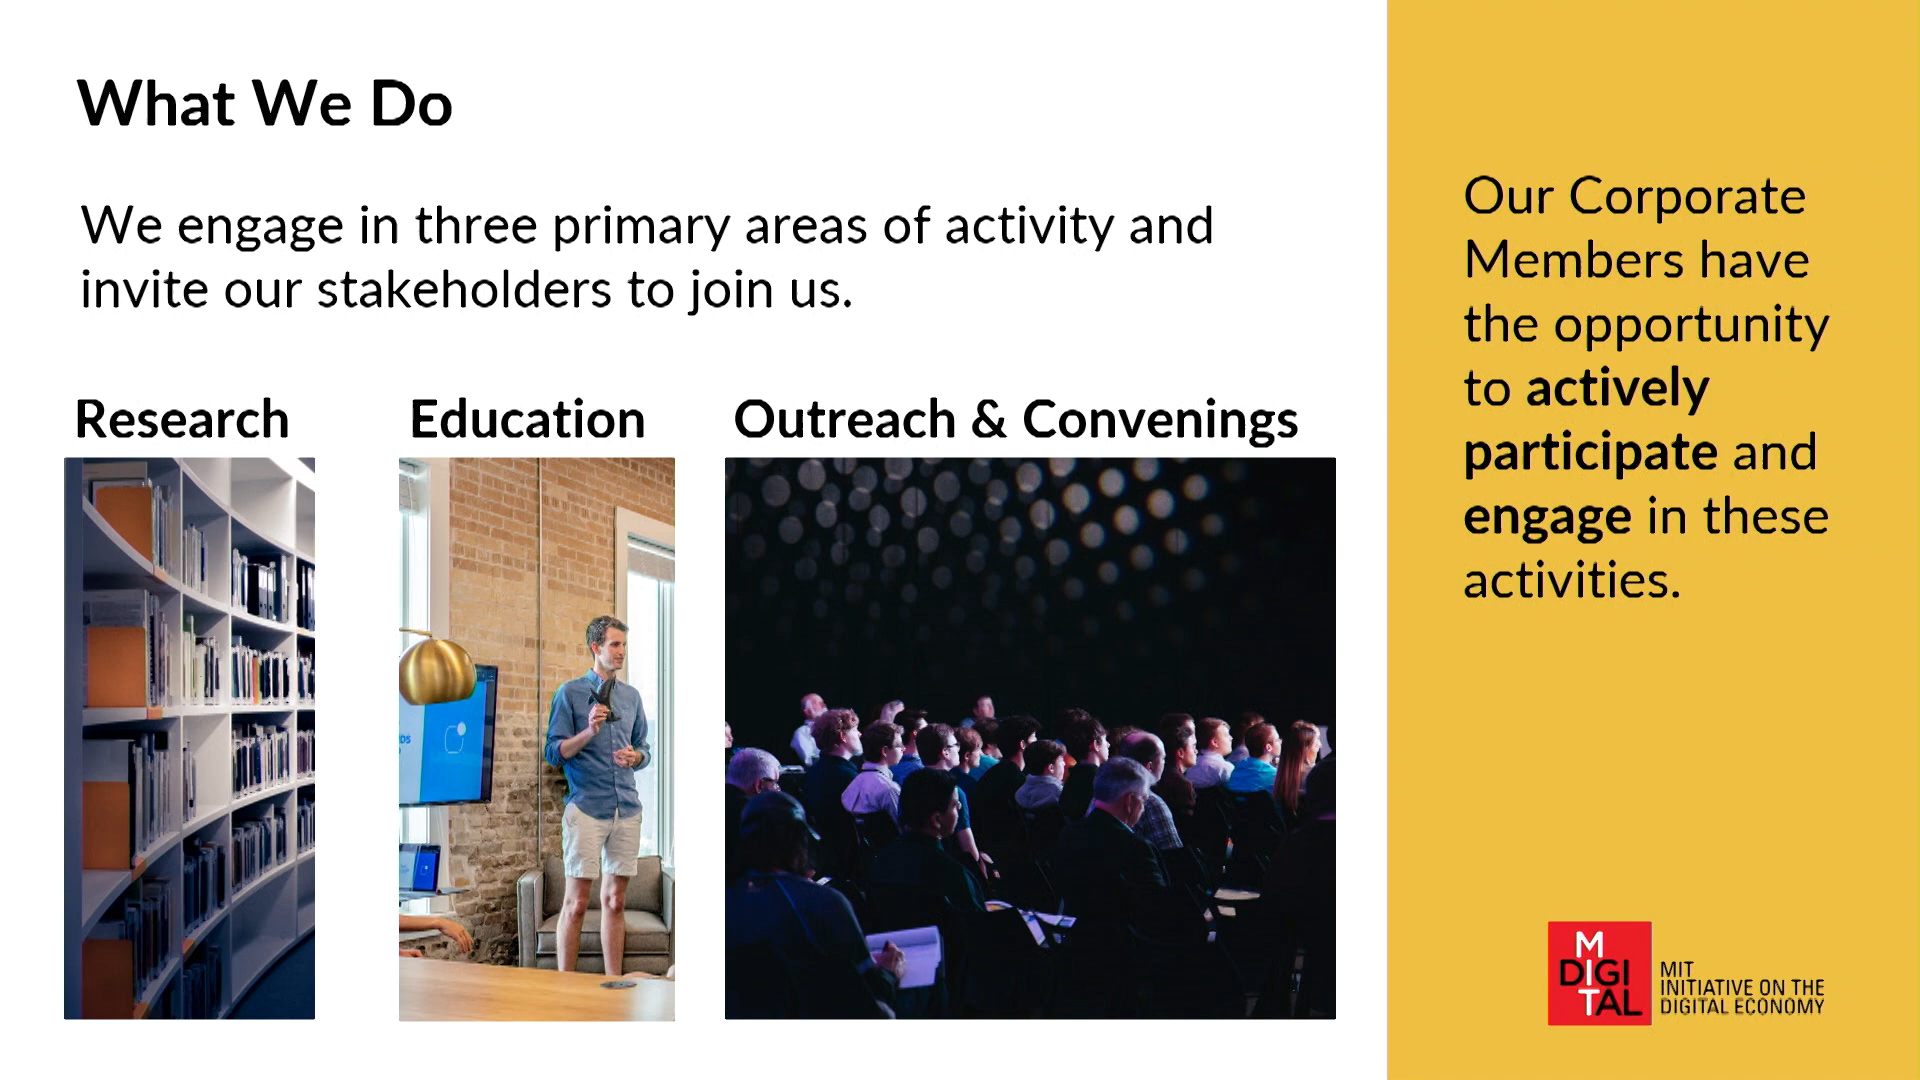 What We Do
We engage in three primary areas of activity and
invite our stakeholders to join us.
Research
Education
Outreach & Convenings
Our Corporate
Members have
the opportunity
to actively
participate and
engage in these
activities.
M
DIGI
TAL
MIT
INITIATIVE ON THE
DIGITAL ECONOMY